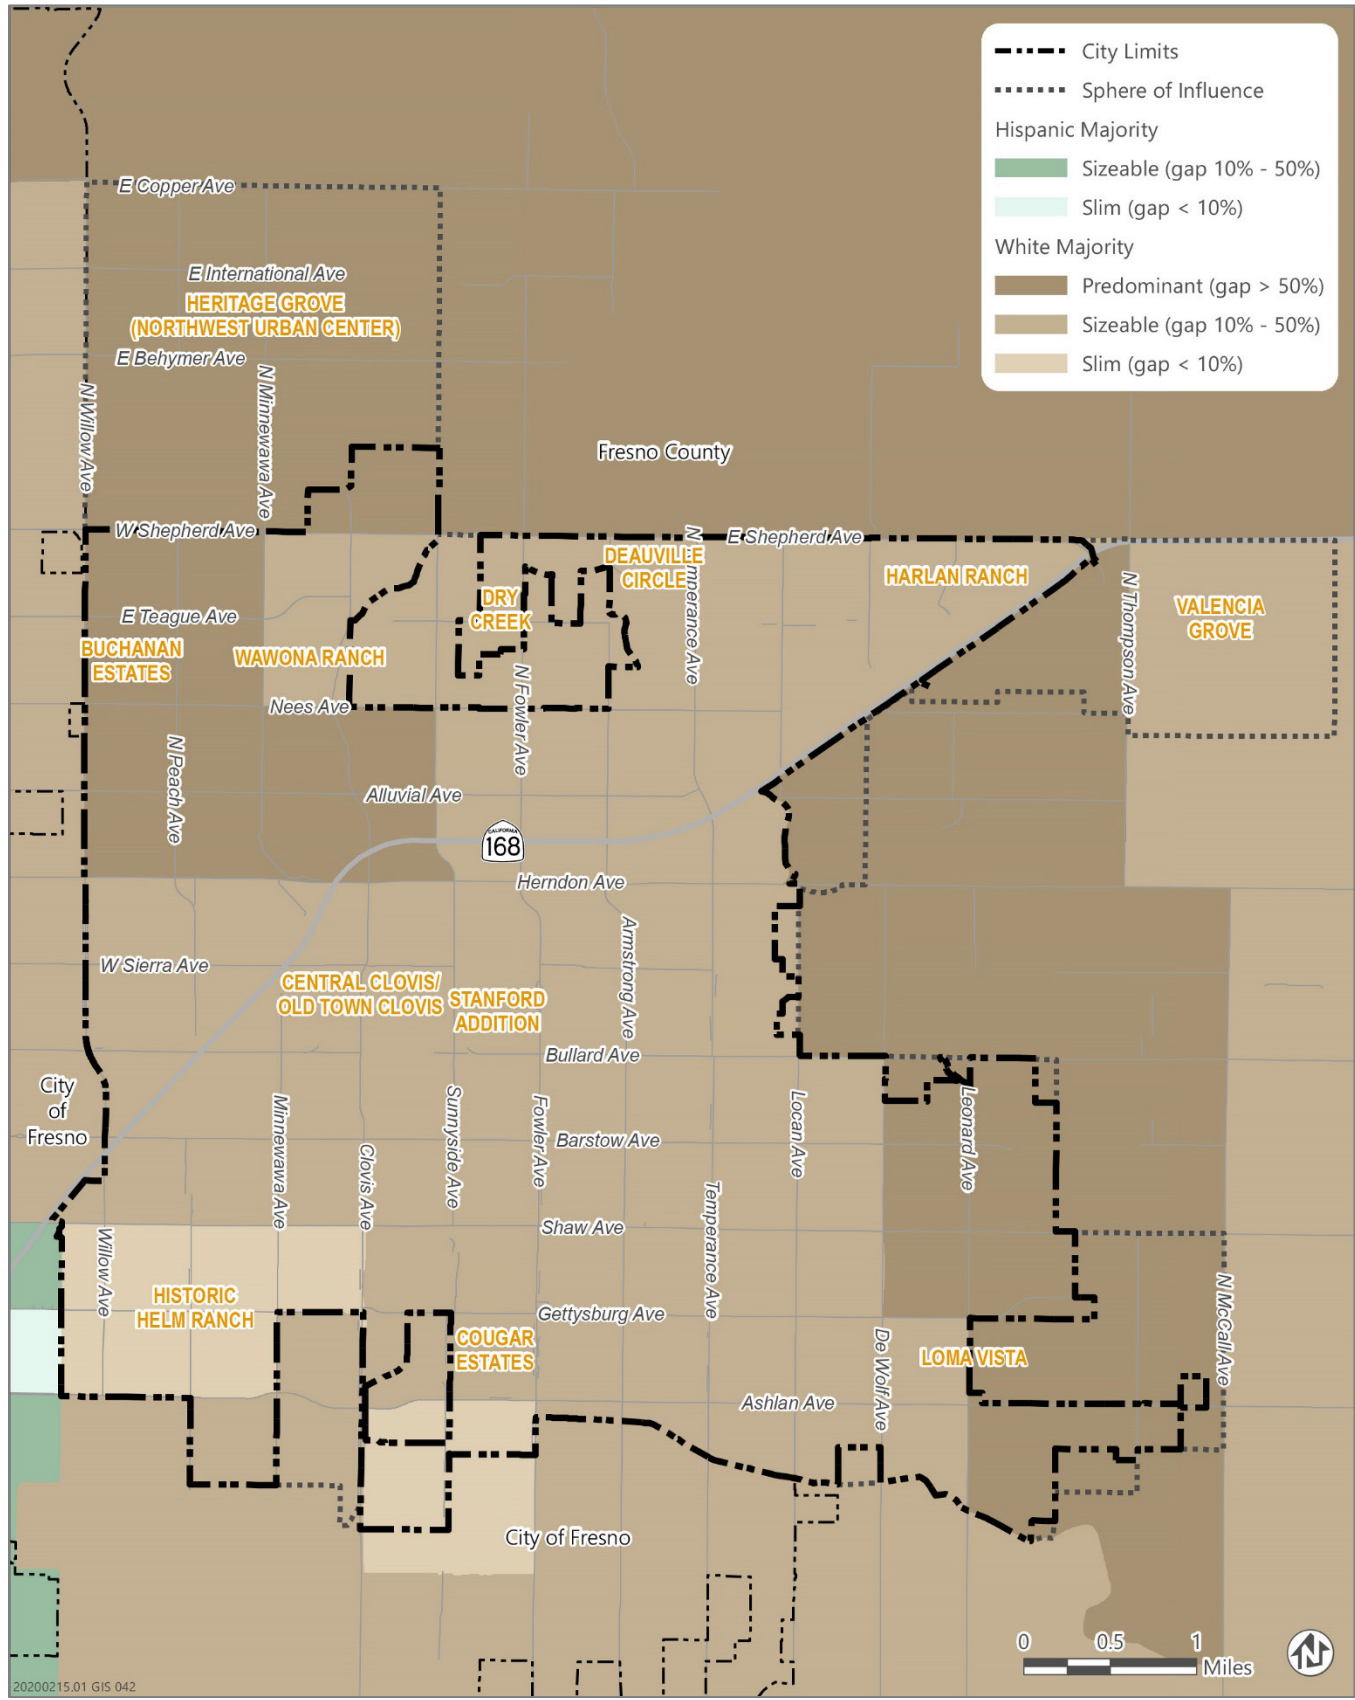 City Limits
Sphere of Influence
Hispanic Majority
Sizeable (gap 10% - 50%)
Slim (gap < 10%)
White Majority
Predominant (gap > 50%)
Sizeable (gap 10% - 50%)
Slim (gap < 10%)
E Copper Ave
E International Ave
HERITAGE GROVE
(NORTHWEST URBAN CENTER)
E Behymer Ave
N Willow Ave
N Minnewawa Ave
Fresno County
W Shepherd Ave
E Shepherd Ave
DEAUVILLE
CIRCLE
N Temperance Ave
HARLAN RANCH
N Thompson Ave
VALENCIA
GROVE
DRY
CREEK
E Teague Ave
BUCHANAN
ESTATES
WAWONA RANCH
Nees Ave
N Fowler Ave
N Peach Ave
Alluvial Ave
CALIFORNIA
168
Herndon Ave
Armstrong Ave
W Sierra Ave
CENTRAL CLOVIS/
OLD TOWN CLOVIS
STANFORD
ADDITION
Bullard Ave
City
of
Fresno
Minnewawa Ave
Clovis Ave
Sunnyside Ave
Fowler Ave
Barstow Ave
Locan Ave
Leonard Ave
Temperance Ave
Shaw Ave
Willow Ave
HISTORIC
HELM RANCH
Gettysburg Ave
COUGAR
ESTATES
De Wolf Ave
LOMA VISTA
N McCall Ave
Ashlan Ave
City of Fresno
0 0.5 1
Miles
N
20200215.01 GIS 042